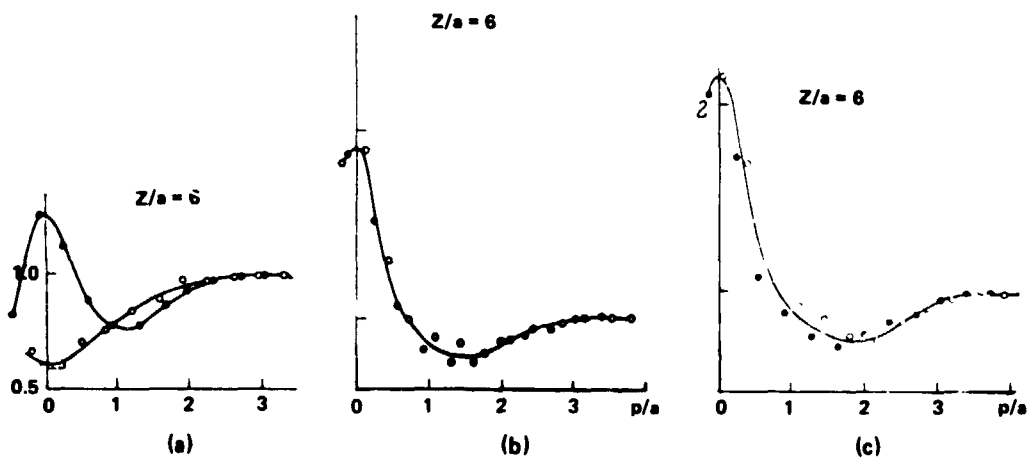 Z/a = 6
1.0
0.5
0 1 2 3
(a)
Z/a = 6
0 1 2 3 p/a
(b)
Z/a = 6
2
0 1 2 3 p/a
(c)